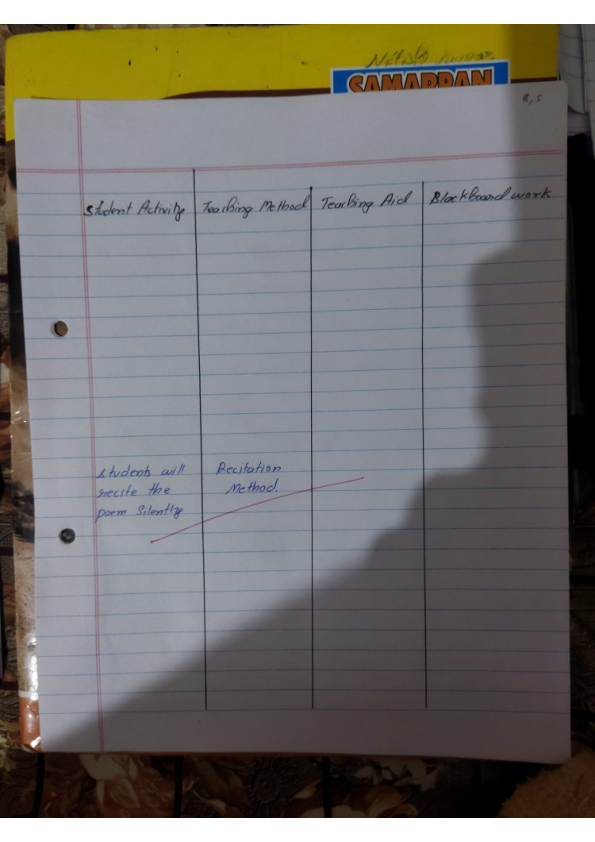 Nitish Kumar
SAMARPAN
8, 5
Student Activity Teaching Method Teaching Aid Blackboard work
Students will Recitation
recite the Method.
poem Silently